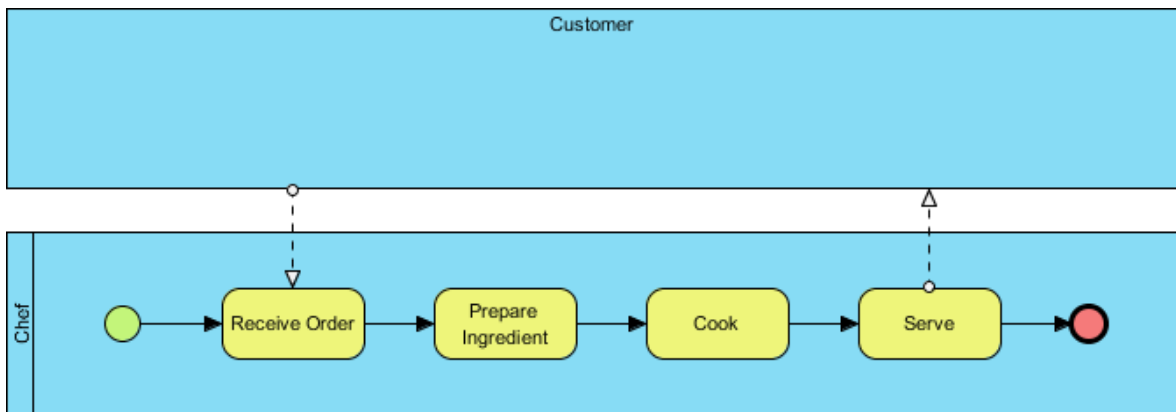 Customer
Chef
Receive Order
Prepare
Ingredient
Cook
Serve